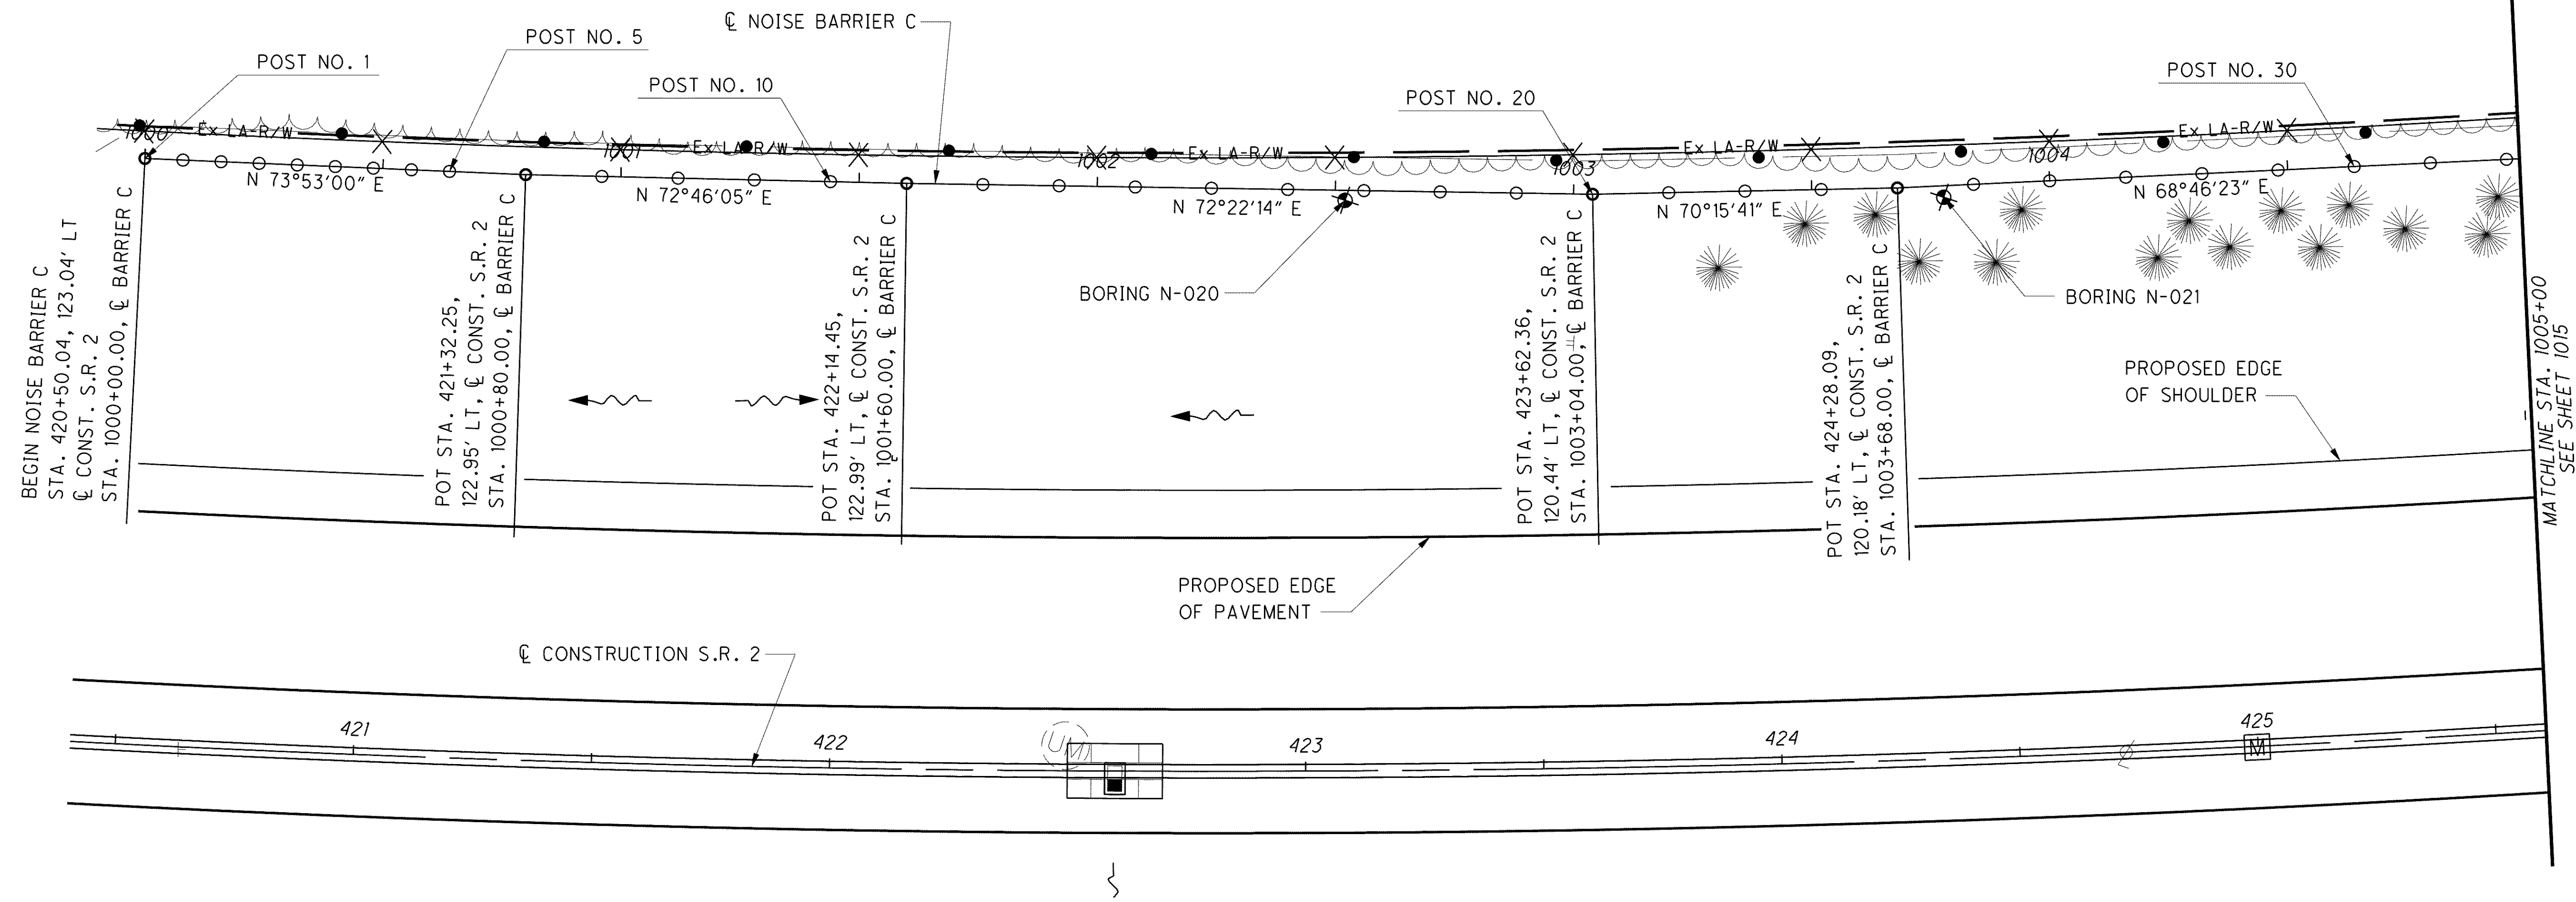 ℄ NOISE BARRIER C
POST NO. 1
POST NO. 5
POST NO. 10
POST NO. 20
POST NO. 30
1000
Ex LA-R/W
1001
Ex LA-R/W
1002
Ex LA-R/W
1003
Ex LA-R/W
1004
Ex LA-R/W
N 73°53'00" E
N 72°46'05" E
N 72°22'14" E
N 70°15'41" E
N 68°46'23" E
BEGIN NOISE BARRIER C
STA. 420+50.04, 123.04' LT
℄ CONST. S.R. 2
STA. 1000+00.00, ℄ BARRIER C
POT STA. 421+32.25,
122.95' LT, ℄ CONST. S.R. 2
STA. 1000+80.00, ℄ BARRIER C
POT STA. 422+14.45,
122.99' LT, ℄ CONST. S.R. 2
STA. 1001+60.00, ℄ BARRIER C
BORING N-020
POT STA. 423+62.36,
120.44' LT, ℄ CONST. S.R. 2
STA. 1003+04.00, ℄ BARRIER C
POT STA. 424+28.09,
120.18' LT, ℄ CONST. S.R. 2
STA. 1003+68.00, ℄ BARRIER C
BORING N-021
PROPOSED EDGE
OF SHOULDER
MATCHLINE STA. 1005+00
SEE SHEET 1015
PROPOSED EDGE
OF PAVEMENT
℄ CONSTRUCTION S.R. 2
421
422
UM
423
424
425
M